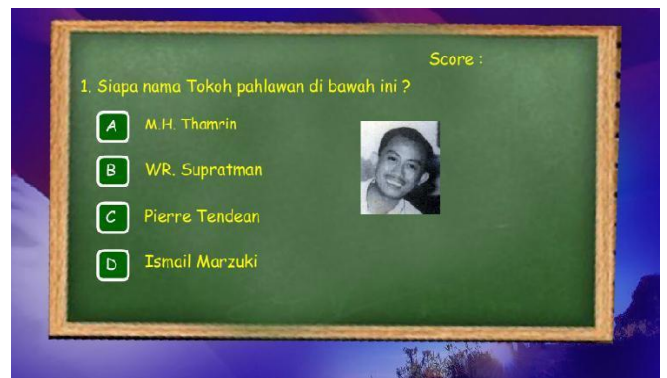 Score :
1. Siapa nama Tokoh pahlawan di bawah ini ?
A M.H. Thamrin
B WR. Supratman
C Pierre Tendean
D Ismail Marzuki